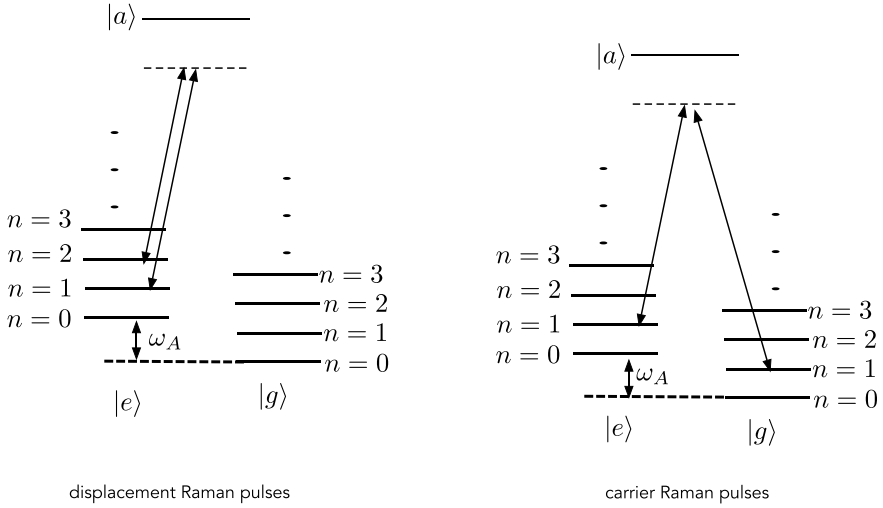 |a⟩
n = 3
n = 2
n = 1
n = 0
ω_A
n = 3
n = 2
n = 1
n = 0
|e⟩
|g⟩
displacement Raman pulses
|a⟩
n = 3
n = 2
n = 1
n = 0
ω_A
n = 3
n = 2
n = 1
n = 0
|e⟩
|g⟩
carrier Raman pulses